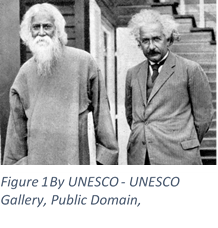 Figure 1By UNESCO - UNESCO
Gallery, Public Domain,